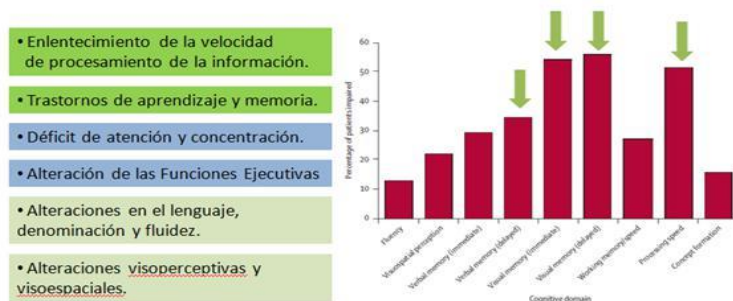 • Enlentecimiento de la velocidad
de procesamiento de la información.
• Trastornos de aprendizaje y memoria.
• Déficit de atención y concentración.
• Alteración de las Funciones Ejecutivas
• Alteraciones en el lenguaje,
denominación y fluidez.
• Alteraciones visoperceptivas y
visoespaciales.
Percentage of patients impaired
60
50
40
30
20
10
0
Fluency
Visuospatial perception
Verbal memory (immediate)
Verbal memory (delayed)
Visual memory (immediate)
Visual memory (delayed)
Working memory/speed
Processing speed
Concept formation
Cognitive domain